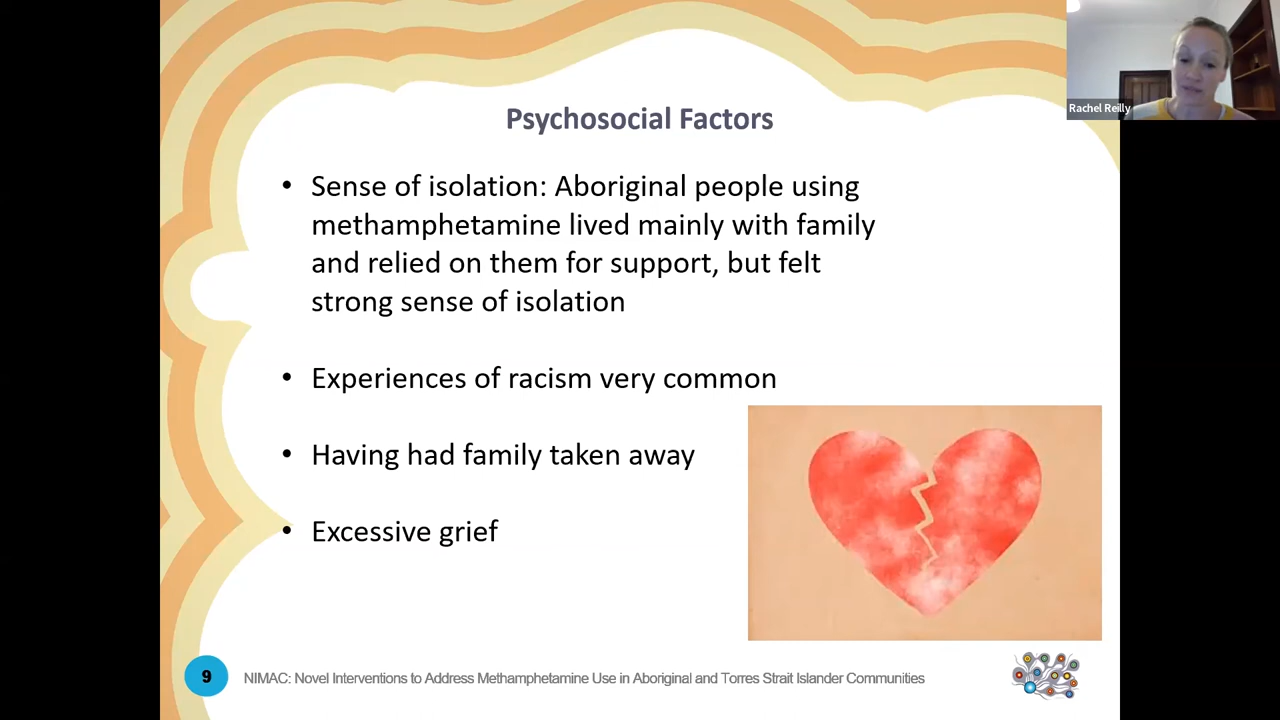 Rachel Reilly
Psychosocial Factors
• Sense of isolation: Aboriginal people using
methamphetamine lived mainly with family
and relied on them for support, but felt
strong sense of isolation
• Experiences of racism very common
• Having had family taken away
• Excessive grief
9
NIMAC: Novel Interventions to Address Methamphetamine Use in Aboriginal and Torres Strait Islander Communities